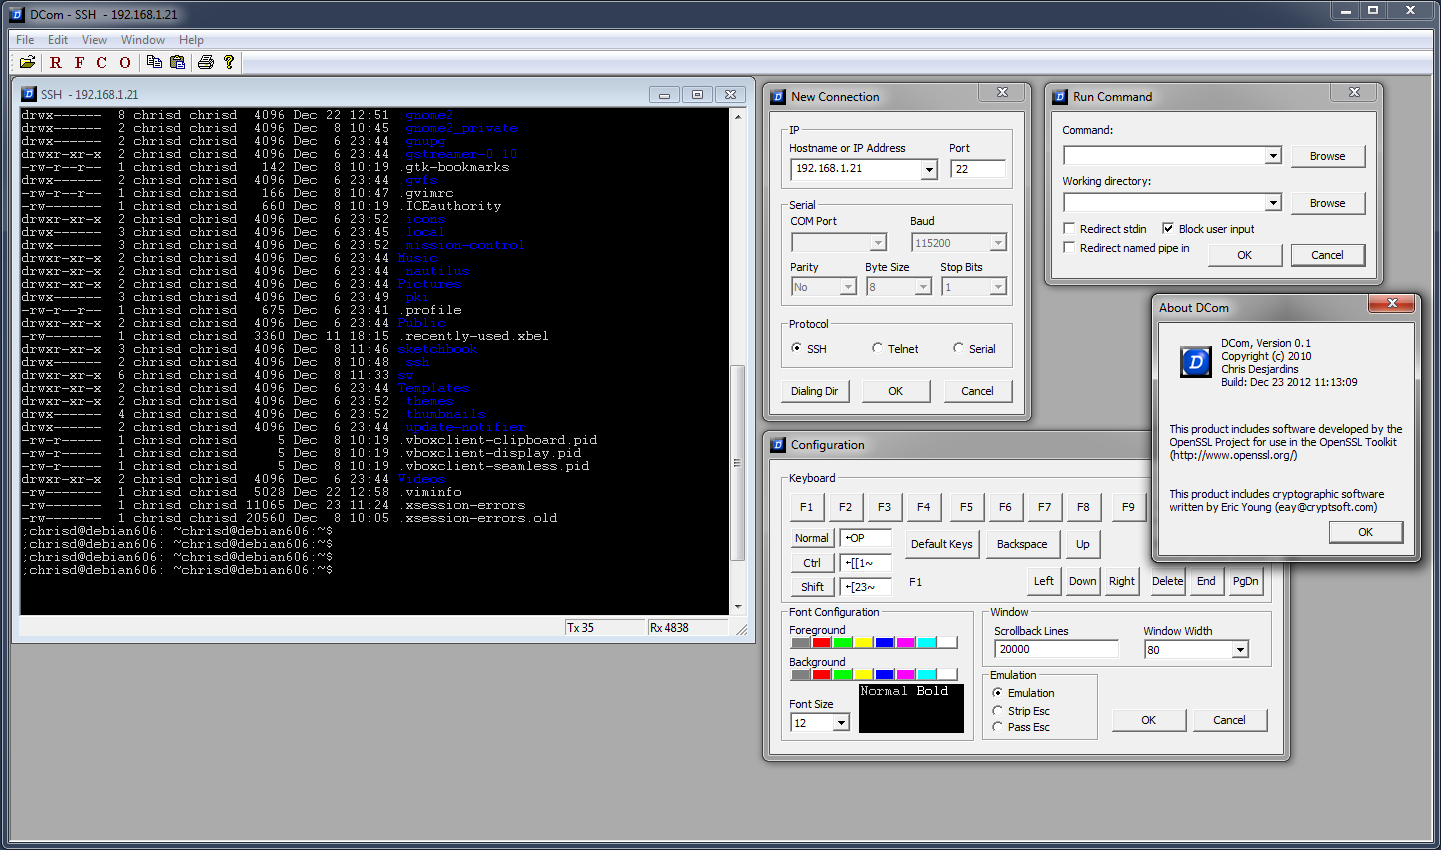 DCom - SSH  - 192.168.1.21
File Edit View Window Help
R F C O
SSH  - 192.168.1.21
drwx------  8 chrisd chrisd  4096 Dec 22 12:51 .gnome2
drwx------  2 chrisd chrisd  4096 Dec  8 10:45 .gnome2_private
drwx------  2 chrisd chrisd  4096 Dec  6 23:44 .gnupg
drwxr-xr-x  2 chrisd chrisd  4096 Dec  6 23:44 .gstreamer-0.10
-rw-r--r--  1 chrisd chrisd   142 Dec  8 10:19 .gtk-bookmarks
drwx------  2 chrisd chrisd  4096 Dec  6 23:44 .gvfs
-rw-r--r--  1 chrisd chrisd   166 Dec  8 10:47 .gvimrc
-rw-------  1 chrisd chrisd   660 Dec  8 10:19 .ICEauthority
drwxr-xr-x  2 chrisd chrisd  4096 Dec  6 23:52 .icons
drwx------  3 chrisd chrisd  4096 Dec  6 23:45 .local
drwx------  3 chrisd chrisd  4096 Dec  6 23:52 .mission-control
drwxr-xr-x  2 chrisd chrisd  4096 Dec  6 23:44 Music
drwxr-xr-x  2 chrisd chrisd  4096 Dec  6 23:44 .nautilus
drwxr-xr-x  2 chrisd chrisd  4096 Dec  6 23:44 Pictures
drwx------  3 chrisd chrisd  4096 Dec  6 23:49 .pki
-rw-r--r--  1 chrisd chrisd   675 Dec  6 23:41 .profile
drwxr-xr-x  2 chrisd chrisd  4096 Dec  6 23:44 Public
-rw-------  1 chrisd chrisd  3360 Dec 11 18:15 .recently-used.xbel
drwxr-xr-x  3 chrisd chrisd  4096 Dec  8 11:46 sketchbook
drwx------  2 chrisd chrisd  4096 Dec  8 10:48 .ssh
drwxr-xr-x  6 chrisd chrisd  4096 Dec  8 11:33
drwxr-xr-x  2 chrisd chrisd  4096 Dec  6 23:44 Templates
drwxr-xr-x  2 chrisd chrisd  4096 Dec  6 23:52 .themes
drwx------  4 chrisd chrisd  4096 Dec  6 23:52 .thumbnails
drwxr-xr-x  2 chrisd chrisd  4096 Dec  6 23:44 .update-notifier
-rw-r-----  1 chrisd chrisd     5 Dec  8 10:19 .vboxclient-clipboard.pid
-rw-r-----  1 chrisd chrisd     5 Dec  8 10:19 .vboxclient-display.pid
-rw-r-----  1 chrisd chrisd     5 Dec  8 10:19 .vboxclient-seamless.pid
drwxr-xr-x  2 chrisd chrisd  4096 Dec  6 23:44 Videos
-rw-------  1 chrisd chrisd  5028 Dec 22 12:58 .viminfo
-rw-------  1 chrisd chrisd 11065 Dec 23 11:24 .xsession-errors
-rw-------  1 chrisd chrisd 20560 Dec  8 10:05 .xsession-errors.old
;chrisd@debian606: ~chrisd@debian606:~$
;chrisd@debian606: ~chrisd@debian606:~$
;chrisd@debian606: ~chrisd@debian606:~$
;chrisd@debian606: ~chrisd@debian606:~$
Tx 35 Rx 4838
New Connection
IP
Hostname or IP Address Port
192.168.1.21 22
Serial
COM Port Baud
115200
Parity Byte Size Stop Bits
No 8 1
Protocol
SSH Telnet Serial
Dialing Dir OK Cancel
Run Command
Command:
Browse
Working directory:
Browse
Redirect stdin Block user input
Redirect named pipe in OK Cancel
About DCom
D
DCom, Version 0.1
Copyright (c) 2010
Chris Desjardins
Build: Dec 23 2012 11:13:09
This product includes software developed by the
OpenSSL Project for use in the OpenSSL Toolkit
(http://www.openssl.org/)
This product includes cryptographic software
written by Eric Young (eay@cryptsoft.com)
OK
Configuration
Keyboard
F1 F2 F3 F4 F5 F6 F7 F8 F9
Normal ←OP Default Keys Backspace Up
Ctrl ←[[1~
Shift ←[23~ F1 Left Down Right Delete End PgDn
Font Configuration
Foreground
Background
Font Size
12
Normal Bold
Window
Scrollback Lines Window Width
20000 80
Emulation
Emulation
Strip Esc
Pass Esc
OK Cancel